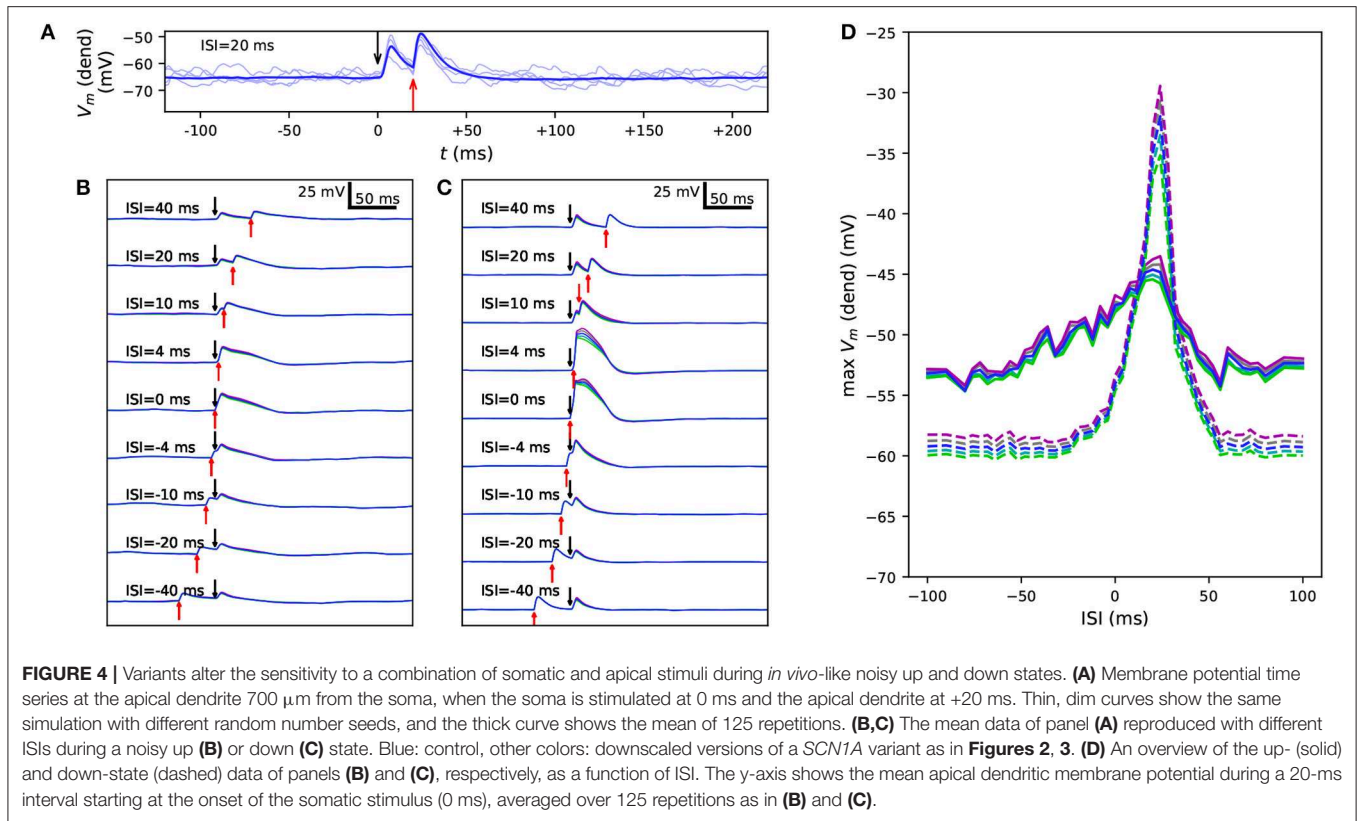 A
ISI=20 ms
V_m (dend) (mV)
−50
−60
−70
-100
-50
0
+50
+100
+150
+200
t (ms)
B
25 mV
50 ms
ISI=40 ms
ISI=20 ms
ISI=10 ms
ISI=4 ms
ISI=0 ms
ISI=-4 ms
ISI=-10 ms
ISI=-20 ms
ISI=-40 ms
C
25 mV
50 ms
ISI=40 ms
ISI=20 ms
ISI=10 ms
ISI=4 ms
ISI=0 ms
ISI=-4 ms
ISI=-10 ms
ISI=-20 ms
ISI=-40 ms
D
max V_m (dend) (mV)
−25
−30
−35
−40
−45
−50
−55
−60
−65
−70
−100
−50
0
50
100
ISI (ms)
FIGURE 4 | Variants alter the sensitivity to a combination of somatic and apical stimuli during in vivo-like noisy up and down states. (A) Membrane potential time
series at the apical dendrite 700 μm from the soma, when the soma is stimulated at 0 ms and the apical dendrite at +20 ms. Thin, dim curves show the same
simulation with different random number seeds, and the thick curve shows the mean of 125 repetitions. (B,C) The mean data of panel (A) reproduced with different
ISIs during a noisy up (B) or down (C) state. Blue: control, other colors: downscaled versions of a SCN1A variant as in Figures 2, 3. (D) An overview of the up- (solid)
and down-state (dashed) data of panels (B) and (C), respectively, as a function of ISI. The y-axis shows the mean apical dendritic membrane potential during a 20-ms
interval starting at the onset of the somatic stimulus (0 ms), averaged over 125 repetitions as in (B) and (C).